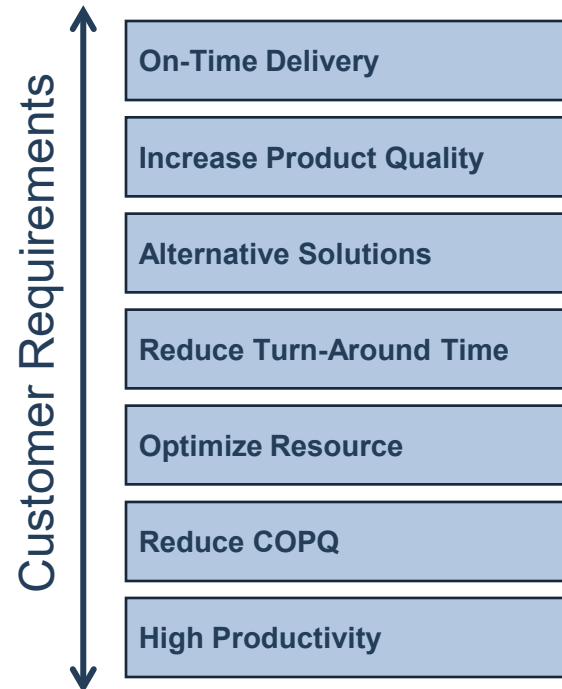 Customer Requirements
On-Time Delivery
Increase Product Quality
Alternative Solutions
Reduce Turn-Around Time
Optimize Resource
Reduce COPQ
High Productivity